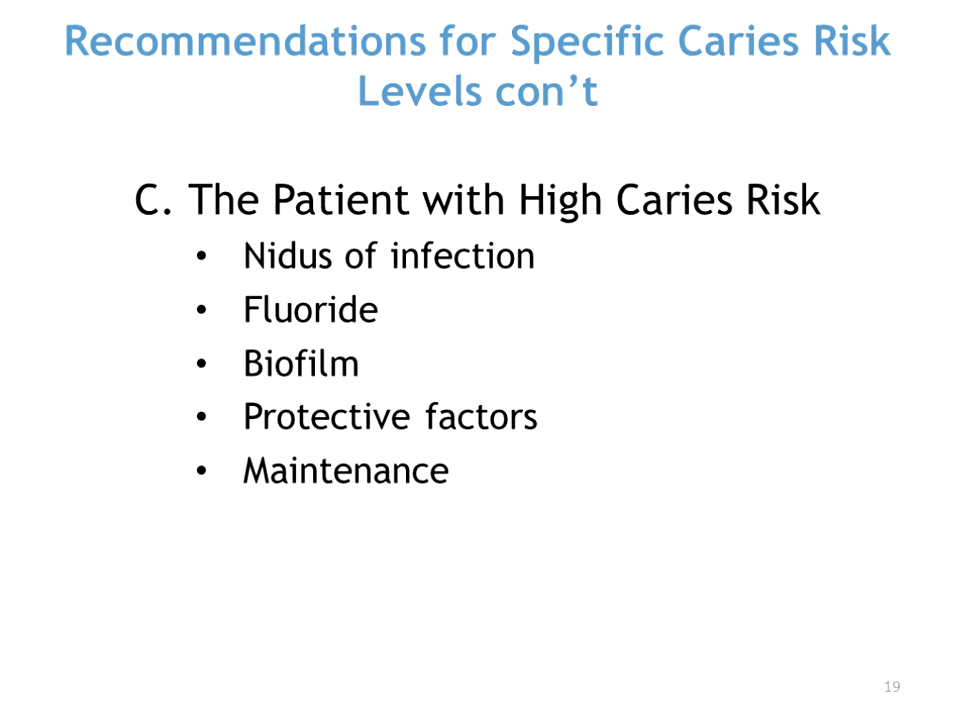 Recommendations for Specific Caries Risk
Levels con’t
C. The Patient with High Caries Risk
• Nidus of infection
• Fluoride
• Biofilm
• Protective factors
• Maintenance
19